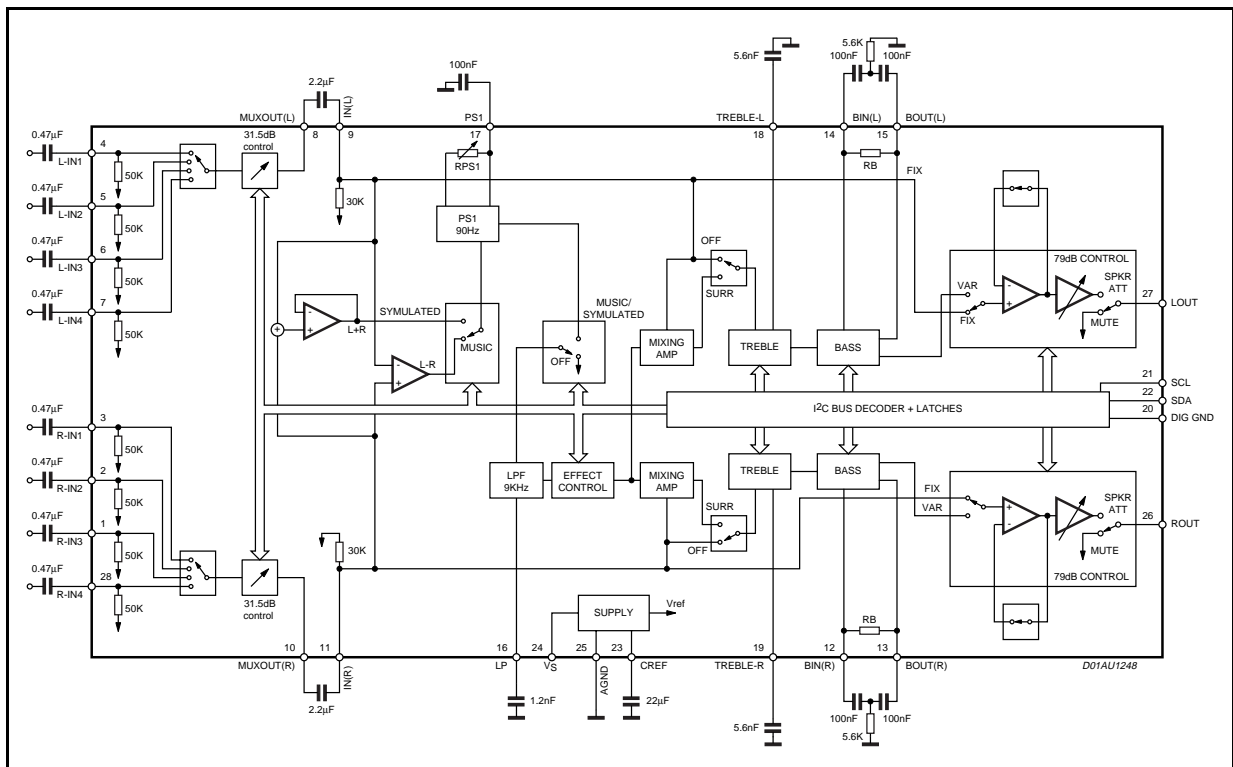 5.6K
5.6nF
100nF
100nF
100nF
2.2µF
IN(L)
MUXOUT(L)
PS1
TREBLE-L
BIN(L)
BOUT(L)
0.47µF
4
L-IN1
50K
31.5dB
control
8
9
17
RPS1
18
14
15
RB
FIX
0.47µF
5
L-IN2
50K
30K
PS1
90Hz
0.47µF
6
L-IN3
50K
OFF
SURR
79dB CONTROL
0.47µF
7
L-IN4
50K
-
+
L+R
SYMULATED
MUSIC
MUSIC/
SYMULATED
OFF
MIXING
AMP
TREBLE
BASS
VAR
FIX
-
+
SPKR
ATT
MUTE
27
LOUT
+
-
+
L-R
I2C BUS DECODER + LATCHES
21
SCL
22
SDA
20
DIG GND
0.47µF
3
R-IN1
50K
0.47µF
2
R-IN2
50K
LPF
9KHz
EFFECT
CONTROL
MIXING
AMP
TREBLE
BASS
SURR
OFF
FIX
VAR
+
-
SPKR
ATT
MUTE
26
ROUT
79dB CONTROL
0.47µF
1
R-IN3
50K
30K
0.47µF
28
R-IN4
50K
31.5dB
control
SUPPLY
Vref
RB
10
11
16
24
25
23
19
12
13
MUXOUT(R)
IN(R)
LP
VS
AGND
CREF
TREBLE-R
BIN(R)
BOUT(R)
D01AU1248
2.2µF
1.2nF
22µF
5.6nF
100nF
100nF
5.6K